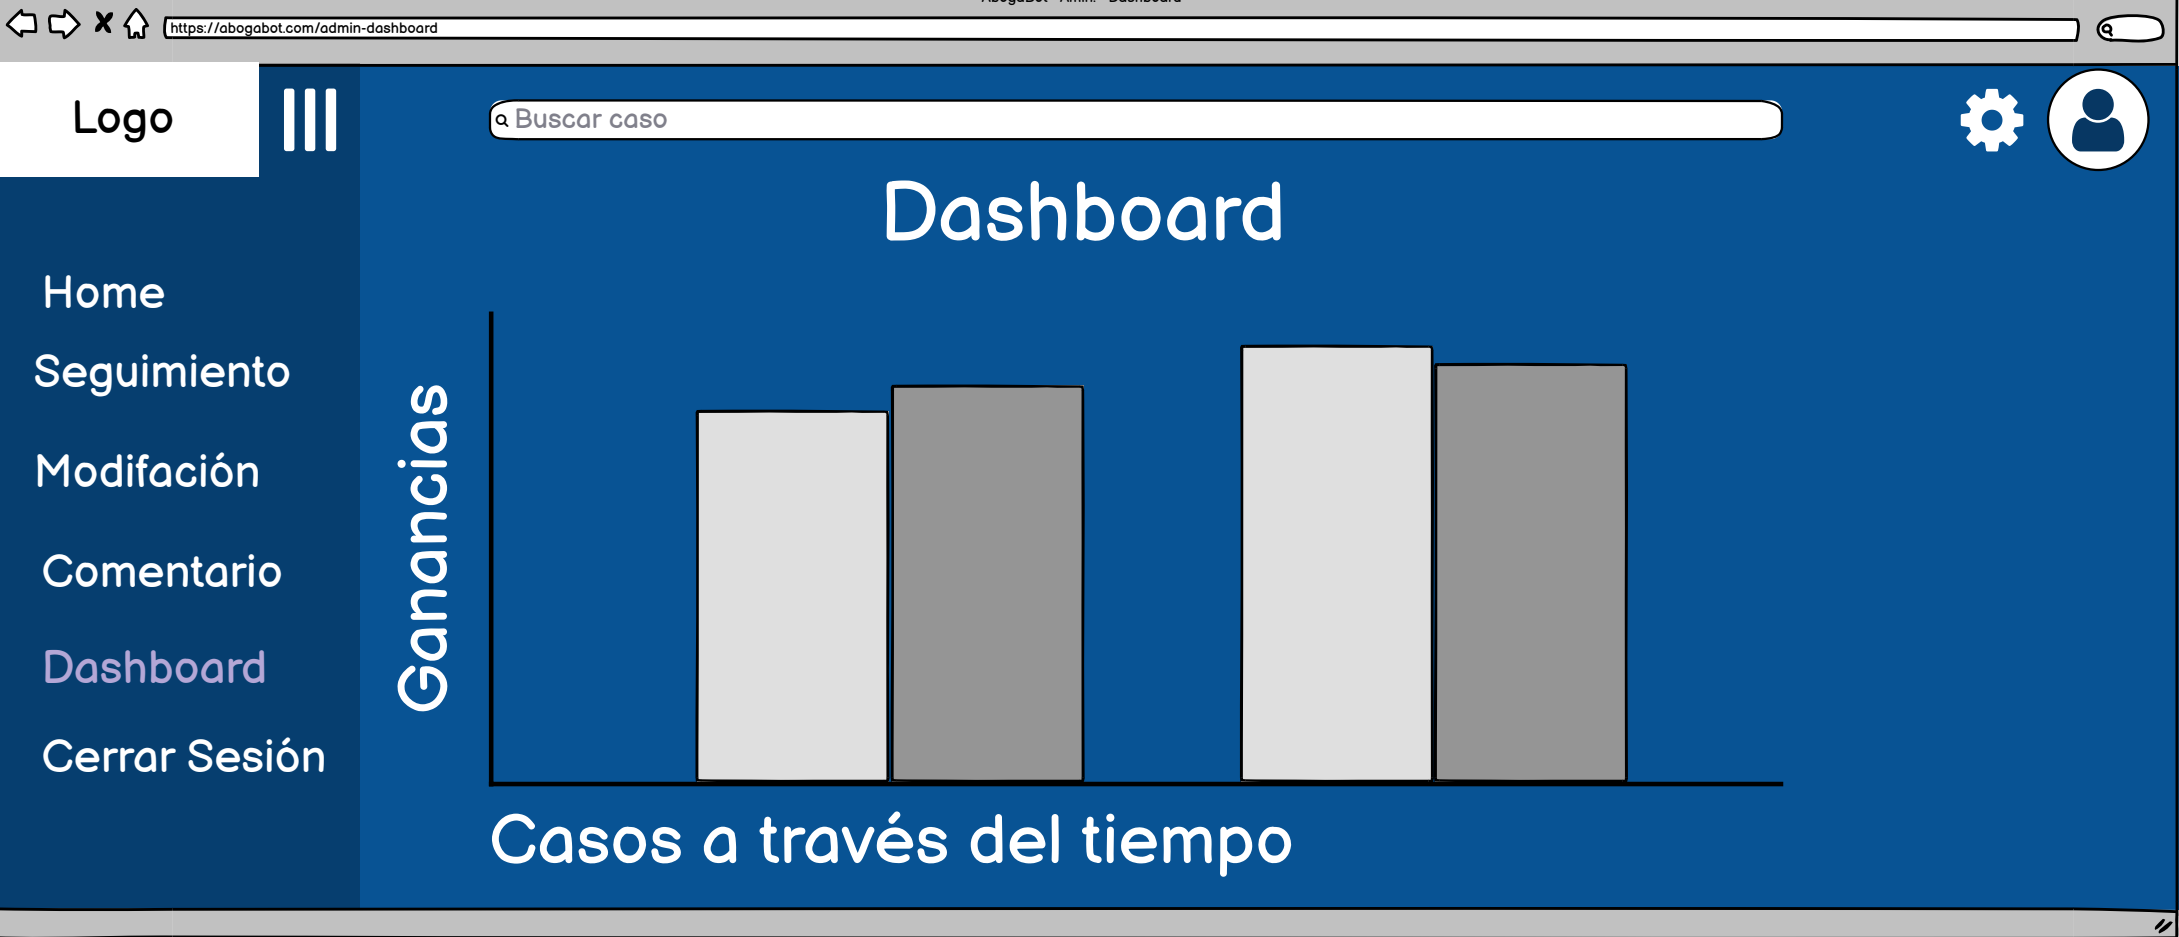 https://abogabot.com/admin-dashboard
Logo
Buscar caso
Dashboard
Home
Seguimiento
Modifación
Comentario
Dashboard
Cerrar Sesión
Ganancias
Casos a través del tiempo